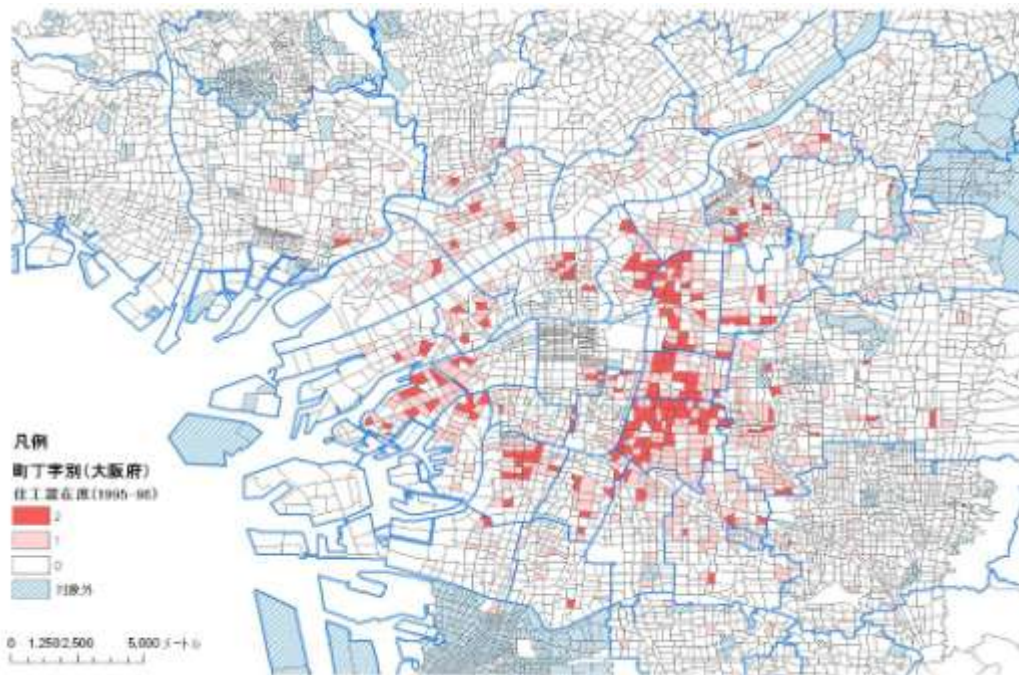 凡例
町丁字別(大阪府)
住工混在度(1995-96)
2
1
0
対象外
0 1,250 2,500 5,000 メートル